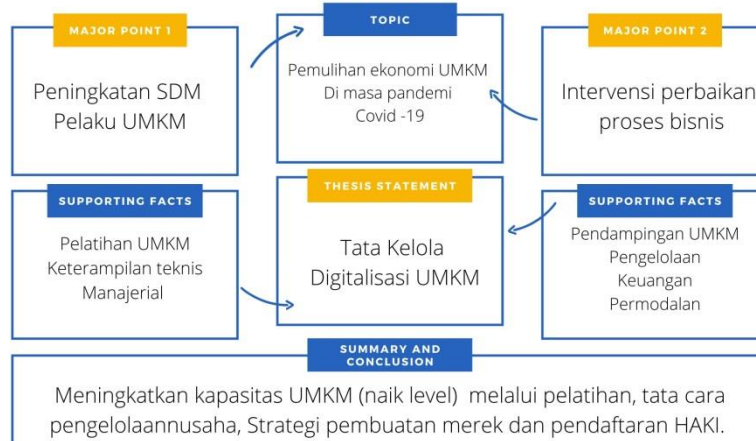 MAJOR POINT 1
Peningkatan SDM
Pelaku UMKM
TOPIC
Pemulihan ekonomi UMKM
Di masa pandemi
Covid -19
MAJOR POINT 2
Intervensi perbaikan
proses bisnis
SUPPORTING FACTS
Pelatihan UMKM
Keterampilan teknis
Manajerial
THESIS STATEMENT
Tata Kelola
Digitalisasi UMKM
SUPPORTING FACTS
Pendampingan UMKM
Pengelolaan
Keuangan
Permodalan
SUMMARY AND
CONCLUSION
Meningkatkan kapasitas UMKM (naik level) melalui pelatihan, tata cara
pengelolaannusaha, Strategi pembuatan merek dan pendaftaran HAKI.